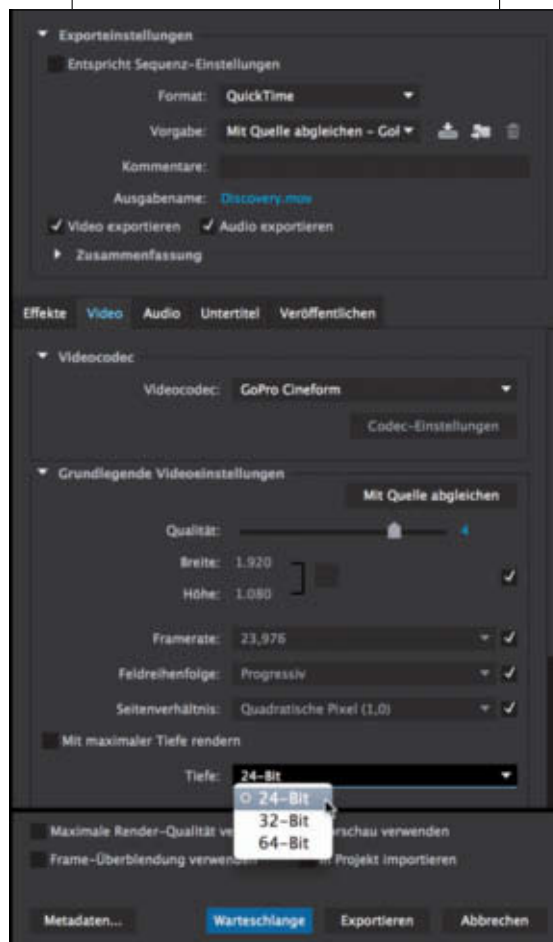 Exporteinstellungen
Entspricht Sequenz-Einstellungen
Format: QuickTime
Vorgabe: Mit Quelle abgleichen – GoI
Kommentare:
Ausgabename: Discovery.mov
Video exportieren Audio exportieren
Zusammenfassung
Effekte Video Audio Untertitel Veröffentlichen
Videocodec
Videocodec: GoPro Cineform
Codec-Einstellungen
Grundlegende Videoeinstellungen
Mit Quelle abgleichen
Qualität: 4
Breite: 1.920
Höhe: 1.080
Framerate: 23,976
Feldreihenfolge: Progressiv
Seitenverhältnis: Quadratische Pixel (1,0)
Mit maximaler Tiefe rendern
Tiefe: 24-Bit
24-Bit
32-Bit
64-Bit
Maximale Render-Qualität ve rschau verwenden
Frame-Überblendung verwen n Projekt importieren
Metadaten... Warteschlange Exportieren Abbrechen